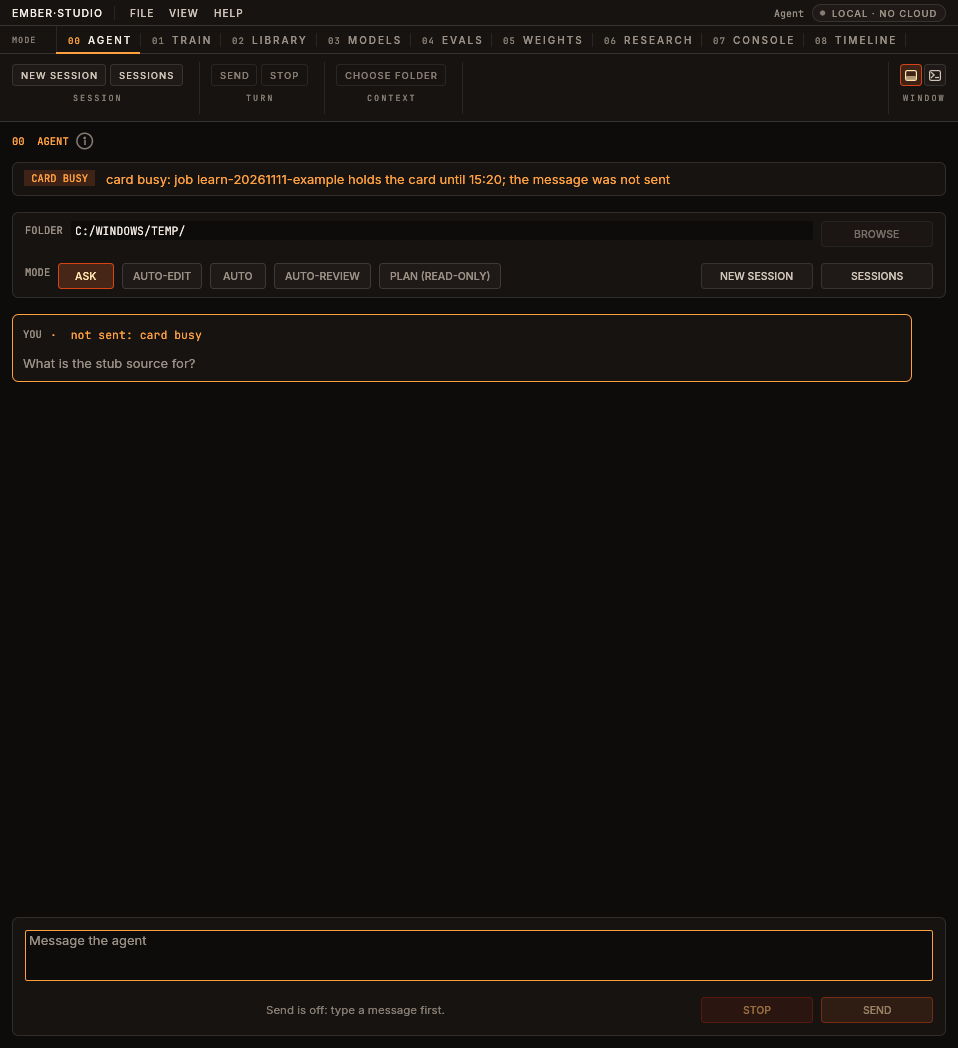 EMBER·STUDIO FILE VIEW HELP Agent LOCAL · NO CLOUD
MODE 00 AGENT 01 TRAIN 02 LIBRARY 03 MODELS 04 EVALS 05 WEIGHTS 06 RESEARCH 07 CONSOLE 08 TIMELINE
NEW SESSION SESSIONS SEND STOP CHOOSE FOLDER
SESSION TURN CONTEXT WINDOW
00 AGENT
CARD BUSY card busy: job learn-20261111-example holds the card until 15:20; the message was not sent
FOLDER C:/WINDOWS/TEMP/ BROWSE
MODE ASK AUTO-EDIT AUTO AUTO-REVIEW PLAN (READ-ONLY) NEW SESSION SESSIONS
YOU · not sent: card busy
What is the stub source for?
Message the agent
Send is off: type a message first. STOP SEND